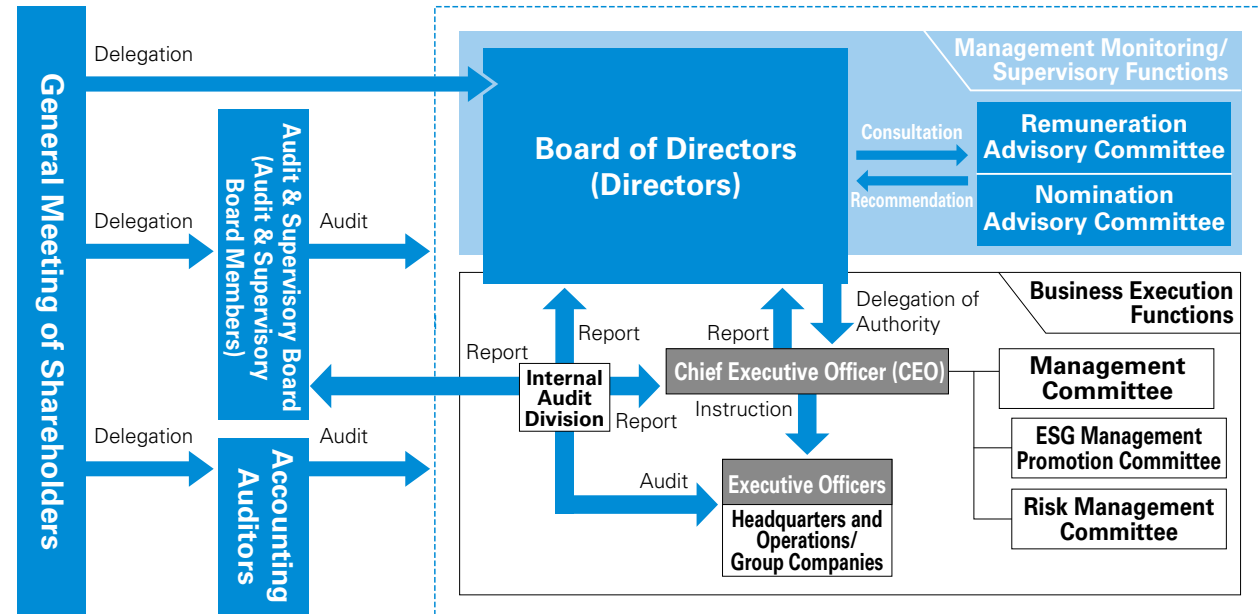 General Meeting of Shareholders
Delegation
Delegation
Delegation
Audit & Supervisory Board
(Audit & Supervisory
Board Members)
Audit
Accounting
Auditors
Audit
Management Monitoring/
Supervisory Functions
Board of Directors
(Directors)
Consultation
Recommendation
Remuneration
Advisory Committee
Nomination
Advisory Committee
Business Execution
Functions
Report
Report
Report
Delegation of
Authority
Internal
Audit
Division
Report
Chief Executive Officer (CEO)
Instruction
Audit
Executive Officers
Headquarters and
Operations/
Group Companies
Management
Committee
ESG Management
Promotion Committee
Risk Management
Committee